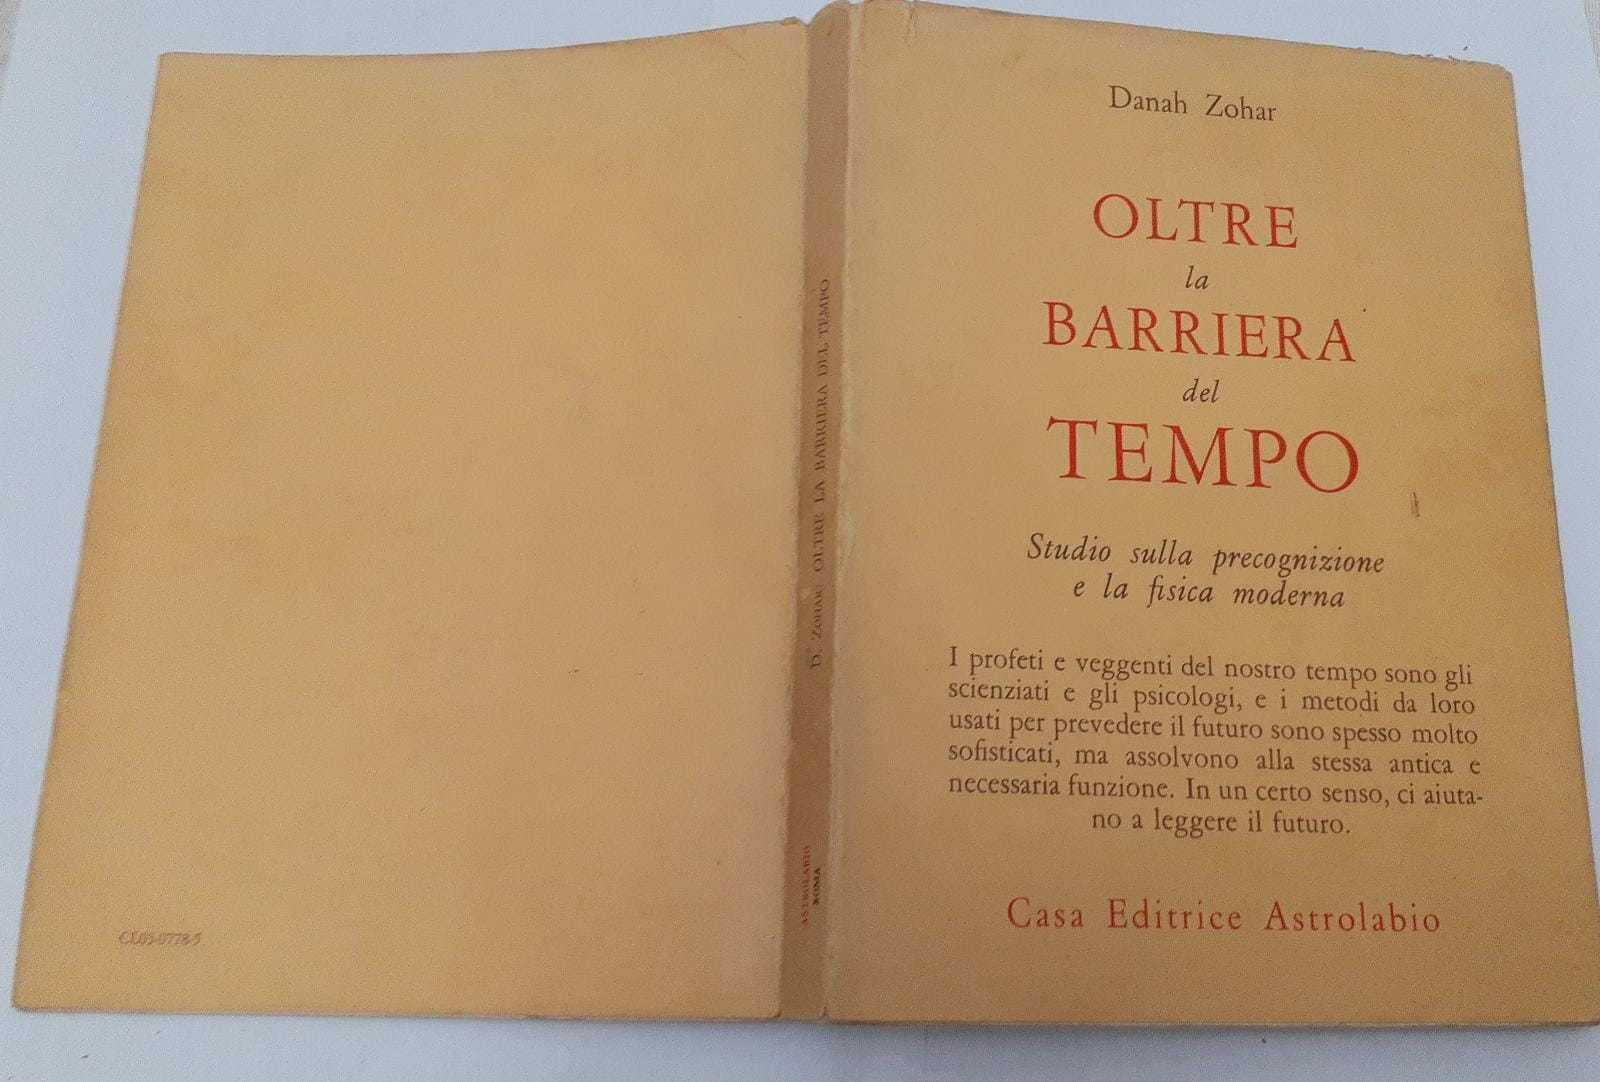 Danah Zohar
OLTRE
la
BARRIERA
del
TEMPO
Studio sulla precognizione
e la fisica moderna
I profeti e veggenti del nostro tempo sono gli
scienziati e gli psicologi, e i metodi da loro
usati per prevedere il futuro sono spesso molto
sofisticati, ma assolvono alla stessa antica e
necessaria funzione. In un certo senso, ci aiuta-
no a leggere il futuro.
Casa Editrice Astrolabio
D. ZOHAR OLTRE LA BARRIERA DEL TEMPO
ASTROLABIO
ROMA